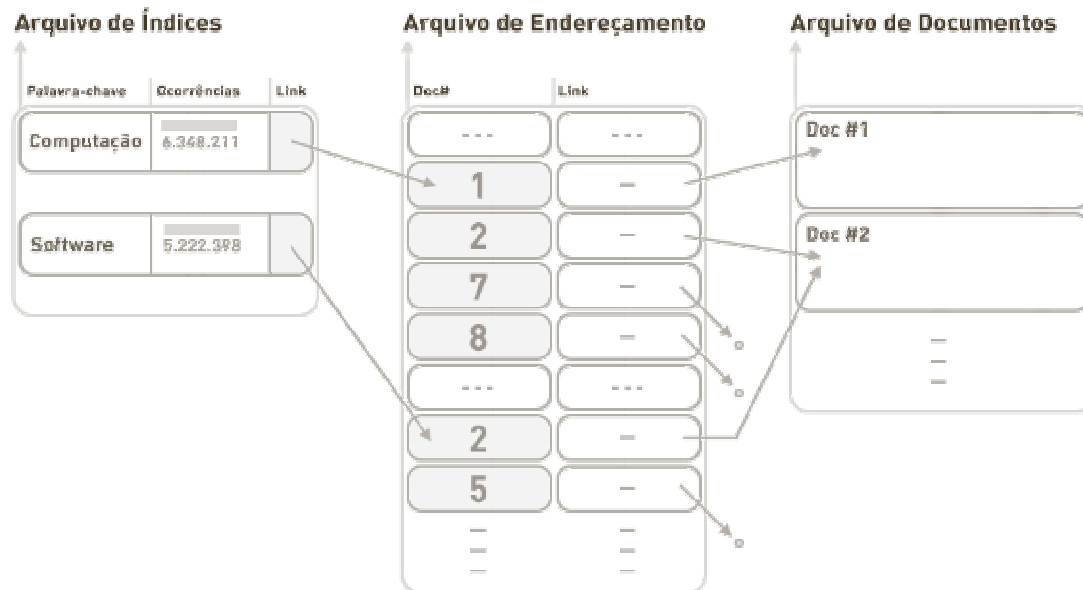 Arquivo de Índices
Palavra-chave Ocorrências Link
Computação 6.348.211
Software 5.222.398
Arquivo de Endereçamento
Doc# Link
--- ---
1 –
2 –
7 –
8 –
--- ---
2 –
5 –
Arquivo de Documentos
Doc #1
Doc #2